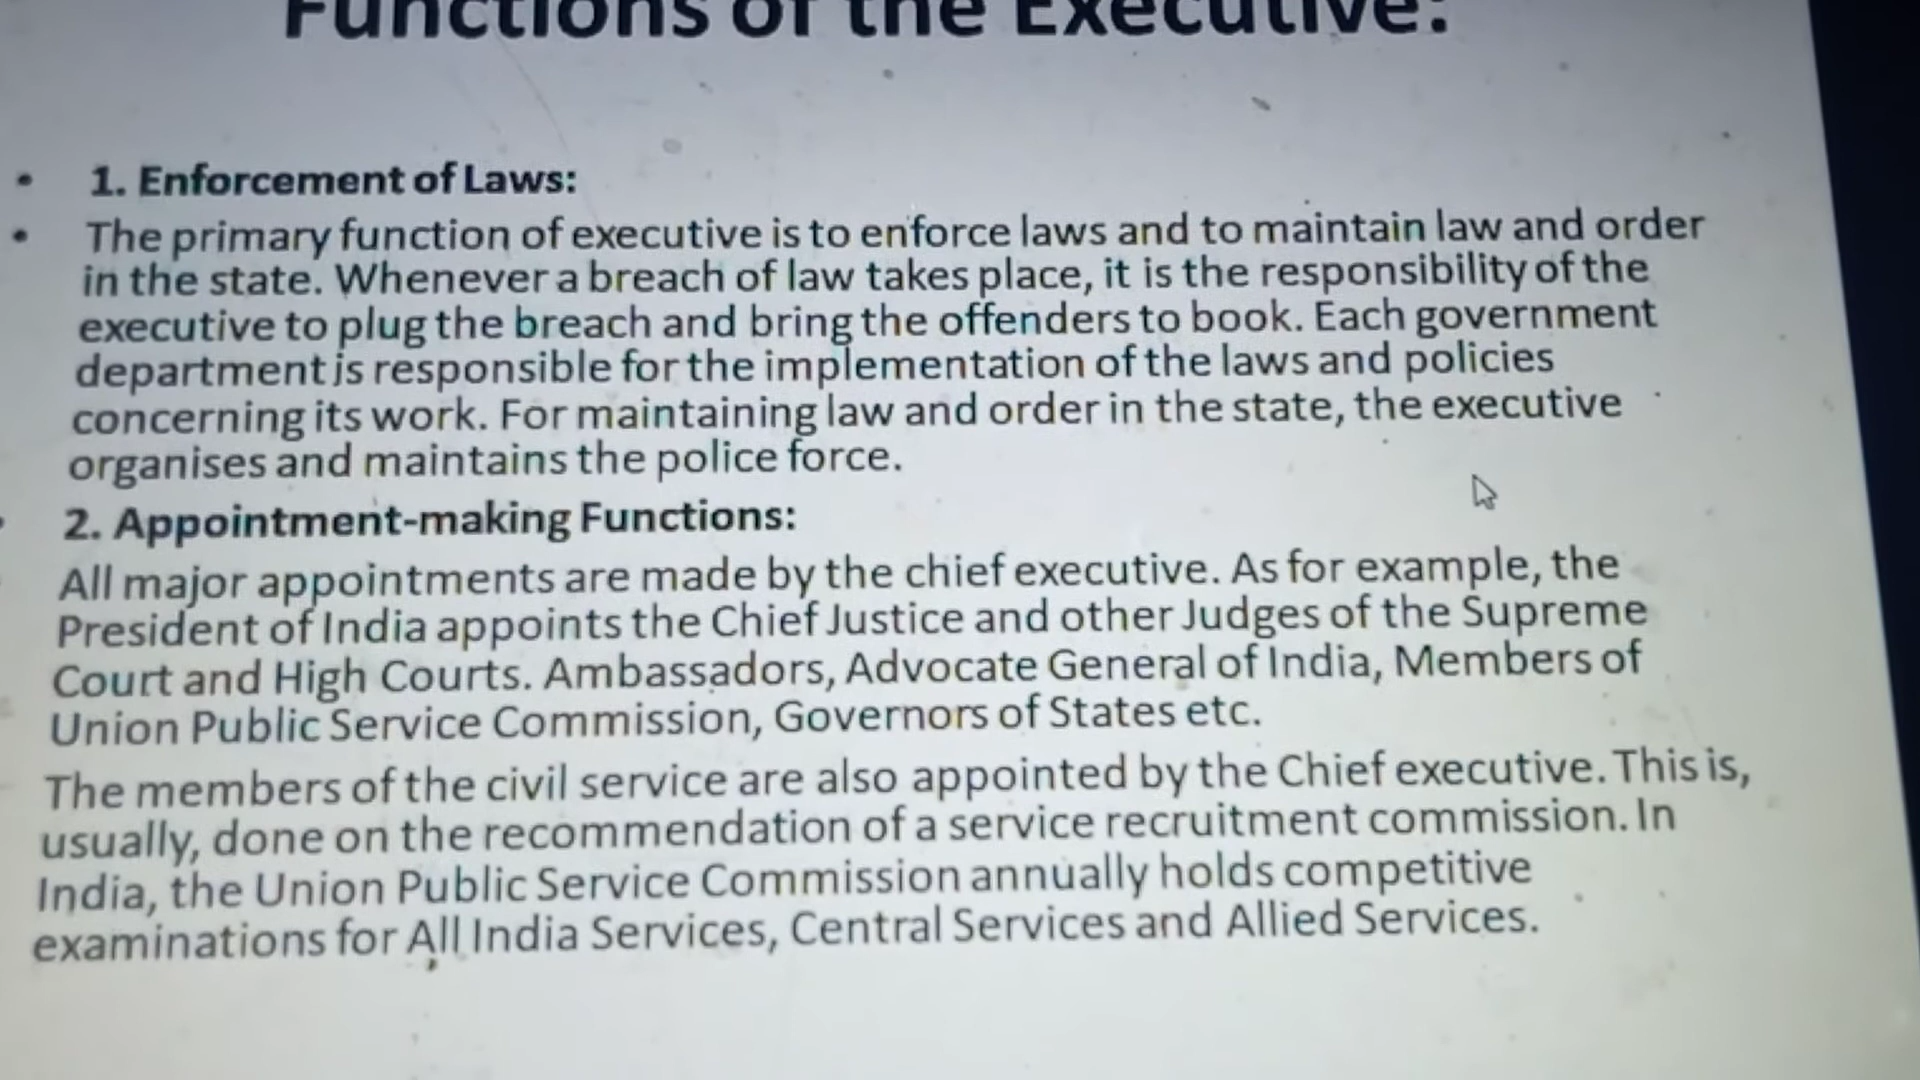 Functions of the Executive:
• 1. Enforcement of Laws:
• The primary function of executive is to enforce laws and to maintain law and order
in the state. Whenever a breach of law takes place, it is the responsibility of the
executive to plug the breach and bring the offenders to book. Each government
department is responsible for the implementation of the laws and policies
concerning its work. For maintaining law and order in the state, the executive
organises and maintains the police force.
• 2. Appointment-making Functions:
All major appointments are made by the chief executive. As for example, the
President of India appoints the Chief Justice and other Judges of the Supreme
Court and High Courts. Ambassadors, Advocate General of India, Members of
Union Public Service Commission, Governors of States etc.
The members of the civil service are also appointed by the Chief executive. This is,
usually, done on the recommendation of a service recruitment commission. In
India, the Union Public Service Commission annually holds competitive
examinations for All India Services, Central Services and Allied Services.